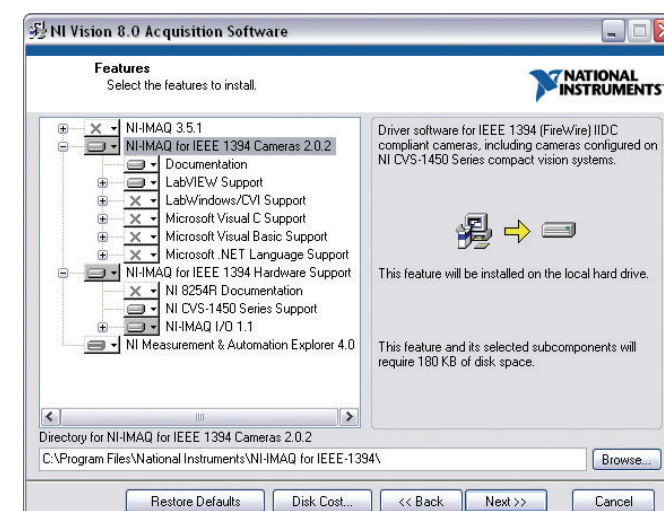 NI Vision 8.0 Acquisition Software
Features
Select the features to install.
NATIONAL
INSTRUMENTS
NI-IMAQ 3.5.1
NI-IMAQ for IEEE 1394 Cameras 2.0.2
Documentation
LabVIEW Support
LabWindows/CVI Support
Microsoft Visual C Support
Microsoft Visual Basic Support
Microsoft .NET Language Support
NI-IMAQ for IEEE 1394 Hardware Support
NI 8254R Documentation
NI CVS-1450 Series Support
NI-IMAQ I/O 1.1
NI Measurement & Automation Explorer 4.0
Driver software for IEEE 1394 (FireWire) IIDC
compliant cameras, including cameras configured on
NI CVS-1450 Series compact vision systems.
This feature will be installed on the local hard drive.
This feature and its selected subcomponents will
require 180 KB of disk space.
Directory for NI-IMAQ for IEEE 1394 Cameras 2.0.2
C:\Program Files\National Instruments\NI-IMAQ for IEEE-1394\
Browse...
Restore Defaults
Disk Cost...
<< Back
Next >>
Cancel